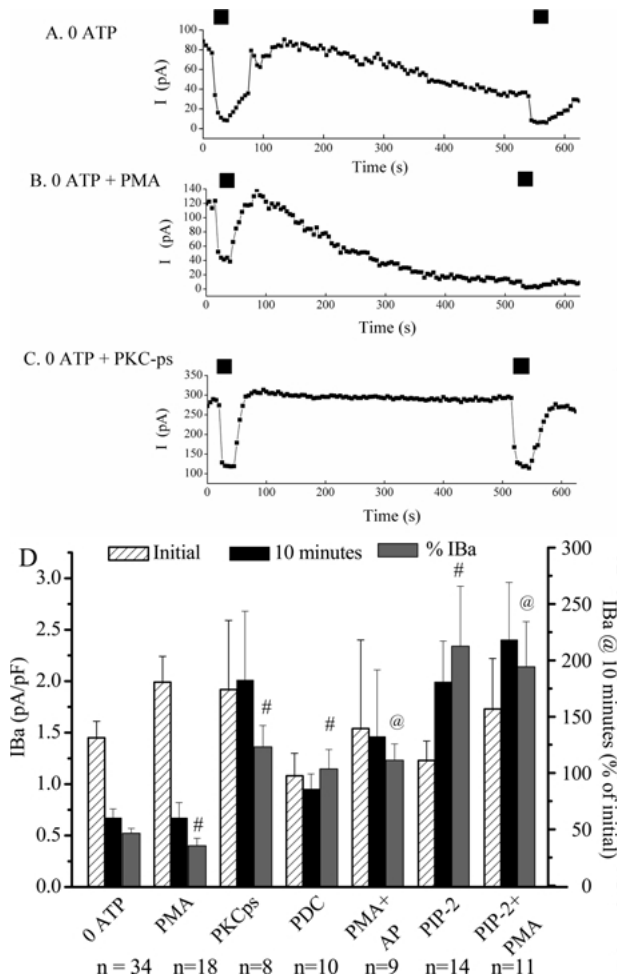 A. 0 ATP
I (pA)
100
80
60
40
20
0
0 100 200 300 400 500 600
Time (s)
B. 0 ATP + PMA
I (pA)
140
120
100
80
60
40
20
0
0 100 200 300 400 500 600
Time (s)
C. 0 ATP + PKC-ps
I (pA)
350
300
250
200
150
100
0 100 200 300 400 500 600
Time (s)
D
Initial 10 minutes % IBa
IBa (pA/pF)
3.0
2.5
2.0
1.5
1.0
0.5
0.0
# # # @ # @
300
250
200
150
100
50
0
IBa @ 10 minutes (% of initial)
0 ATP PMA PKCps PDC PMA+ AP PIP-2 PIP-2+ PMA
n = 34 n=18 n=8 n=10 n=9 n=14 n=11